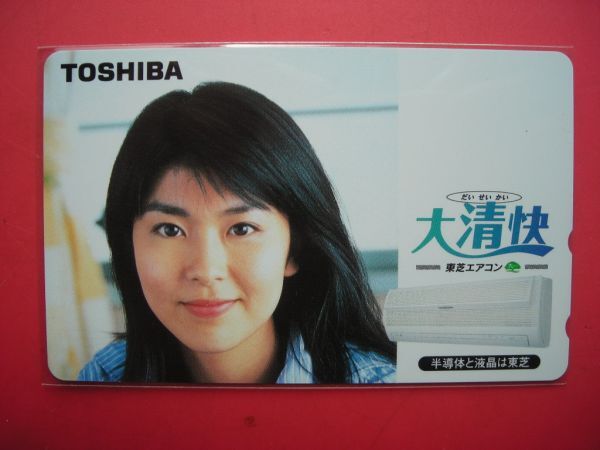 TOSHIBA
だいせいかい
大清快
東芝エアコン
半導体と液晶は東芝